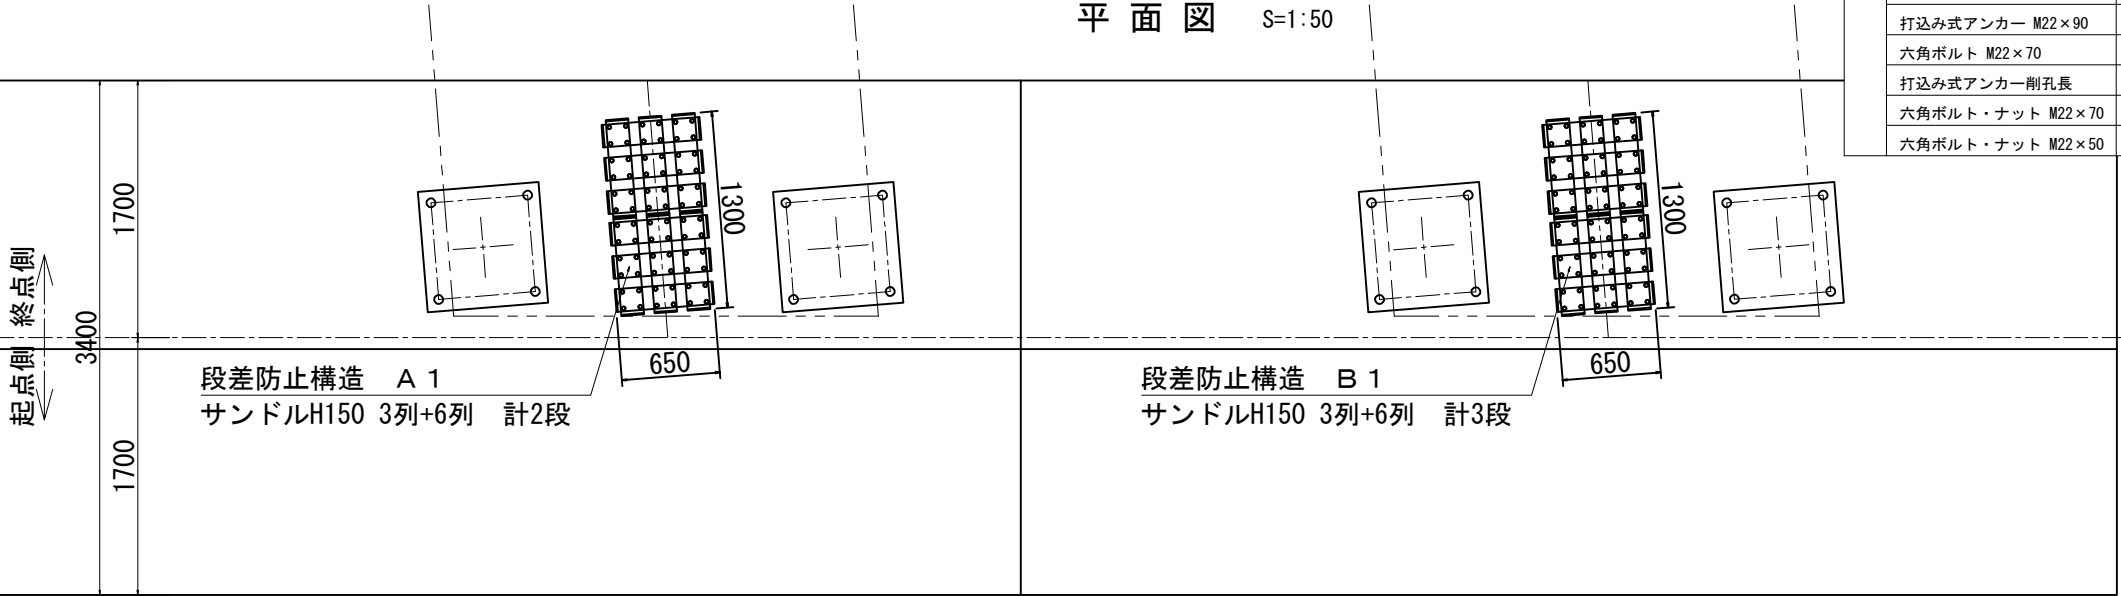 平面図 S=1:50
打込み式アンカー M22×90
六角ボルト M22×70
打込み式アンカー削孔長
六角ボルト・ナット M22×70
六角ボルト・ナット M22×50
1700
3400
1700
終点側
起点側
1300
650
段差防止構造 A1
サンドルH150 3列+6列 計2段
1300
650
段差防止構造 B1
サンドルH150 3列+6列 計3段